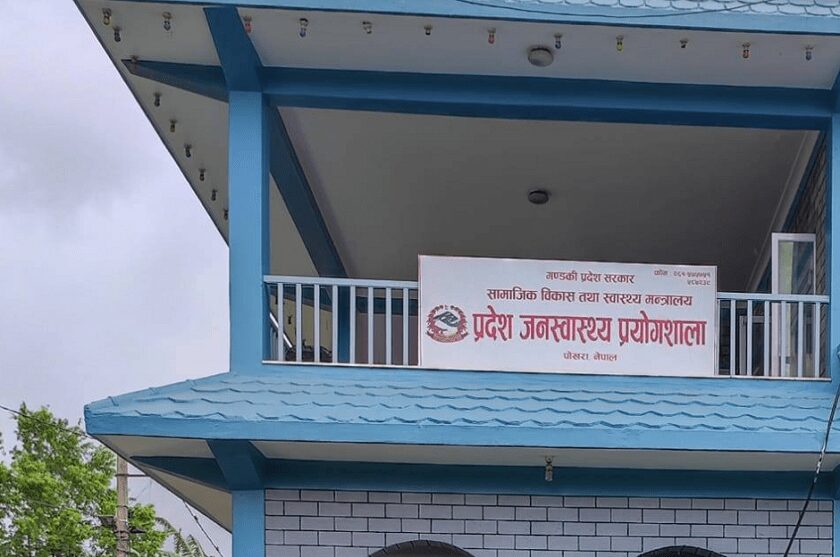 गण्डकी प्रदेश सरकार
फोन :
सामाजिक विकास तथा स्वास्थ्य मन्त्रालय
प्रदेश जनस्वास्थ्य प्रयोगशाला
पोखरा, नेपाल